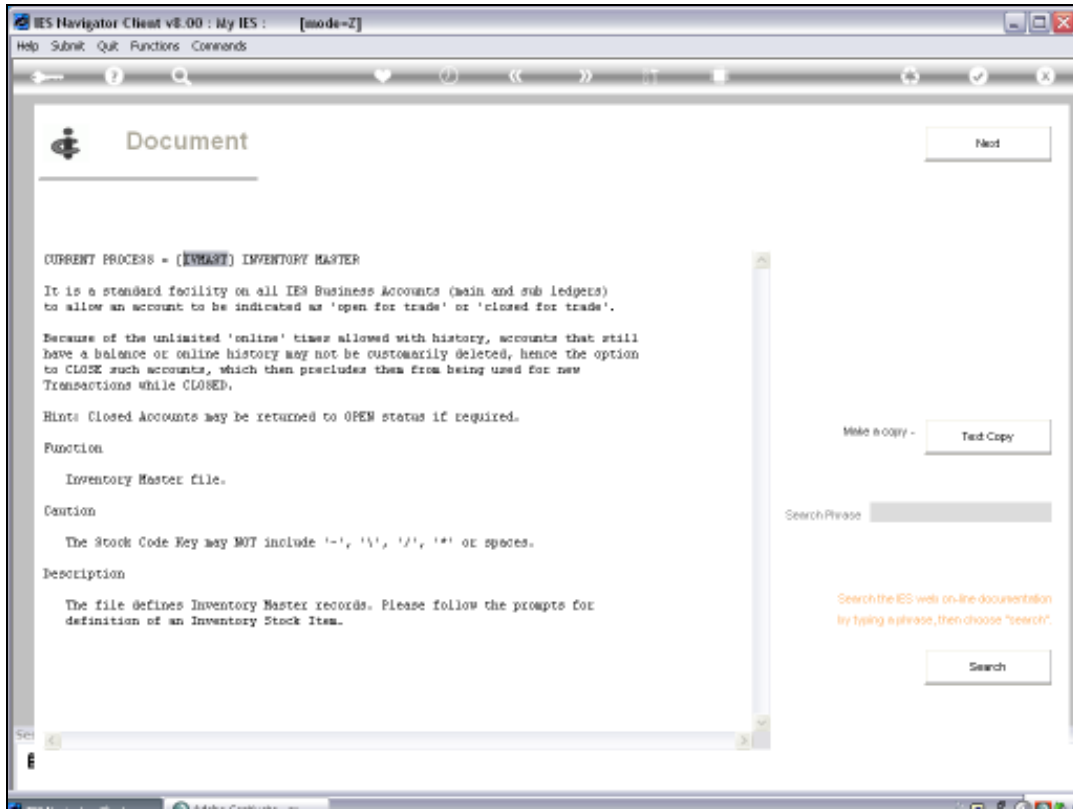 IES Navigator Client v8.00 : My IES :      [mode=Z]
Help  Submit  Quit  Functions  Commands
Document
Next
CURRENT PROCESS = (IVMAST) INVENTORY MASTER
It is a standard facility on all IES Business Accounts (main and sub ledgers)
to allow an account to be indicated as 'open for trade' or 'closed for trade'.
Because of the unlimited 'online' times allowed with history, accounts that still
have a balance or online history may not be customarily deleted, hence the option
to CLOSE such accounts, which then precludes them from being used for new
Transactions while CLOSED.
Hint: Closed Accounts may be returned to OPEN status if required.
Make a copy -
Text Copy
Function
Inventory Master file.
Caution
Search Phrase
The Stock Code Key may NOT include '-', '\', '/', '*' or spaces.
Description
The file defines Inventory Master records. Please follow the prompts for
definition of an Inventory Stock Item.
Search the IES web on-line documentation
by typing a phrase, then choose "search".
Search